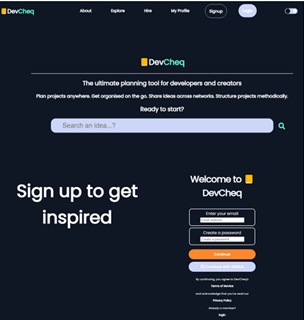 DevCheq
About Explore Hire My Profile Signup Login
DevCheq
The ultimate planning tool for developers and creators
Plan projects anywhere. Get organised on the go. Share ideas across networks. Structure projects methodically.
Ready to start?
Search an idea...?
Sign up to get
inspired
Welcome to
DevCheq
Enter your email
Create a password
Continue
By continuing, you agree to DevCheq's
Terms of Service
and acknowledge that you've read our
Privacy Policy
Already a member?
login